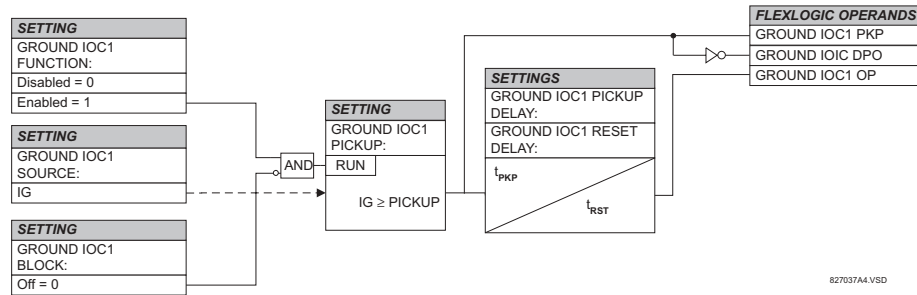 SETTING
GROUND IOC1
FUNCTION:
Disabled = 0
Enabled = 1
SETTING
GROUND IOC1
SOURCE:
IG
SETTING
GROUND IOC1
BLOCK:
Off = 0
AND
SETTING
GROUND IOC1
PICKUP:
RUN
IG ≥ PICKUP
SETTINGS
GROUND IOC1 PICKUP
DELAY:
GROUND IOC1 RESET
DELAY:
tPKP
tRST
FLEXLOGIC OPERANDS
GROUND IOC1 PKP
GROUND IOIC DPO
GROUND IOC1 OP
827037A4.VSD